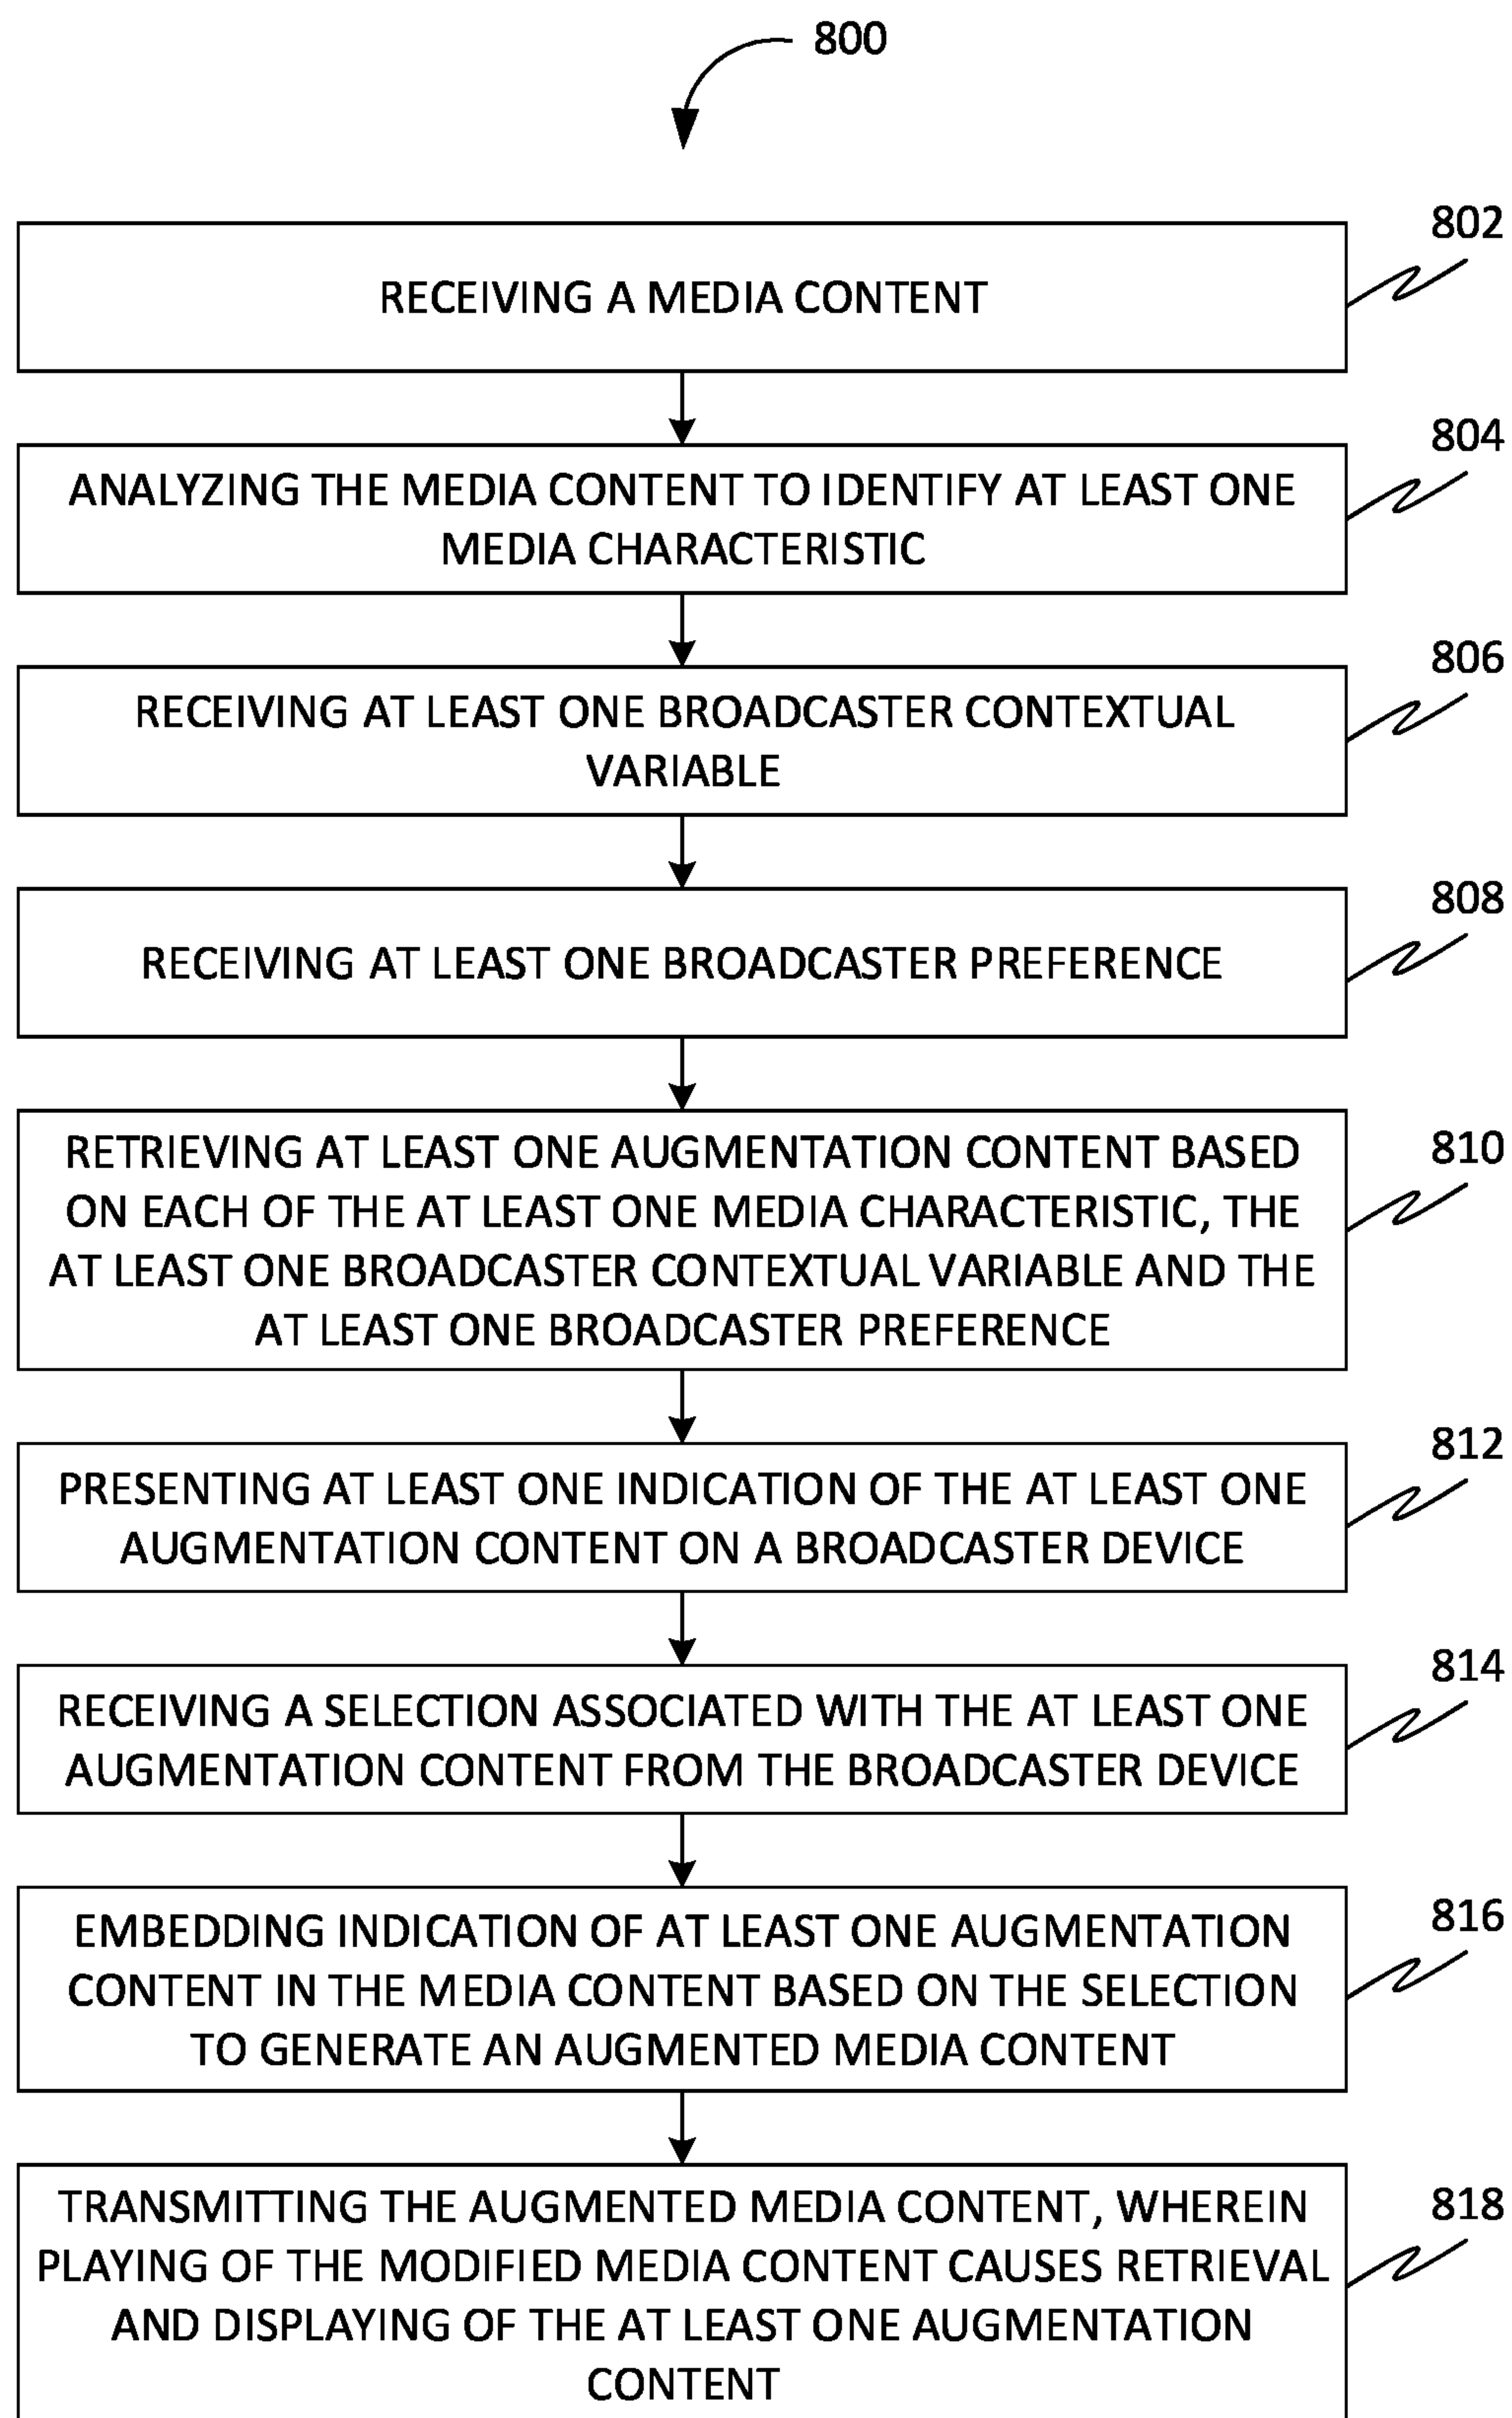 800
802
RECEIVING A MEDIA CONTENT
804
ANALYZING THE MEDIA CONTENT TO IDENTIFY AT LEAST ONE
MEDIA CHARACTERISTIC
806
RECEIVING AT LEAST ONE BROADCASTER CONTEXTUAL
VARIABLE
808
RECEIVING AT LEAST ONE BROADCASTER PREFERENCE
810
RETRIEVING AT LEAST ONE AUGMENTATION CONTENT BASED
ON EACH OF THE AT LEAST ONE MEDIA CHARACTERISTIC, THE
AT LEAST ONE BROADCASTER CONTEXTUAL VARIABLE AND THE
AT LEAST ONE BROADCASTER PREFERENCE
812
PRESENTING AT LEAST ONE INDICATION OF THE AT LEAST ONE
AUGMENTATION CONTENT ON A BROADCASTER DEVICE
814
RECEIVING A SELECTION ASSOCIATED WITH THE AT LEAST ONE
AUGMENTATION CONTENT FROM THE BROADCASTER DEVICE
816
EMBEDDING INDICATION OF AT LEAST ONE AUGMENTATION
CONTENT IN THE MEDIA CONTENT BASED ON THE SELECTION
TO GENERATE AN AUGMENTED MEDIA CONTENT
818
TRANSMITTING THE AUGMENTED MEDIA CONTENT, WHEREIN
PLAYING OF THE MODIFIED MEDIA CONTENT CAUSES RETRIEVAL
AND DISPLAYING OF THE AT LEAST ONE AUGMENTATION
CONTENT